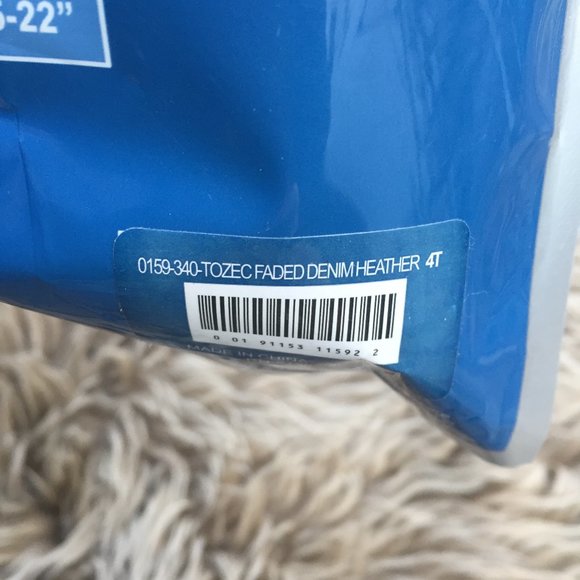 -22”
0159-340-TOZEC FADED DENIM HEATHER 4T
0 01 91153 11592 2
MADE IN CHINA